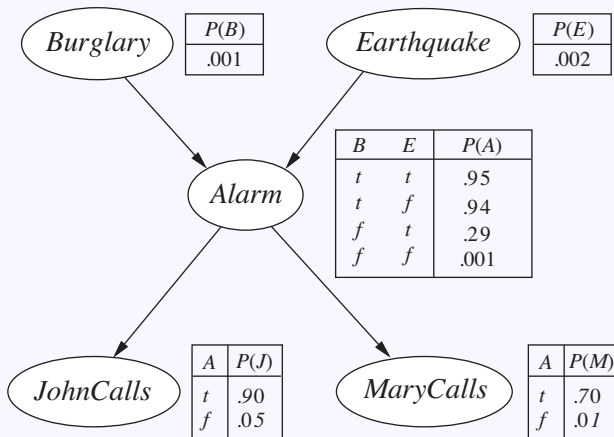 Burglary
P(B)
.001
Earthquake
P(E)
.002
Alarm
B E P(A)
t t .95
t f .94
f t .29
f f .001
JohnCalls
A P(J)
t .90
f .05
MaryCalls
A P(M)
t .70
f .01